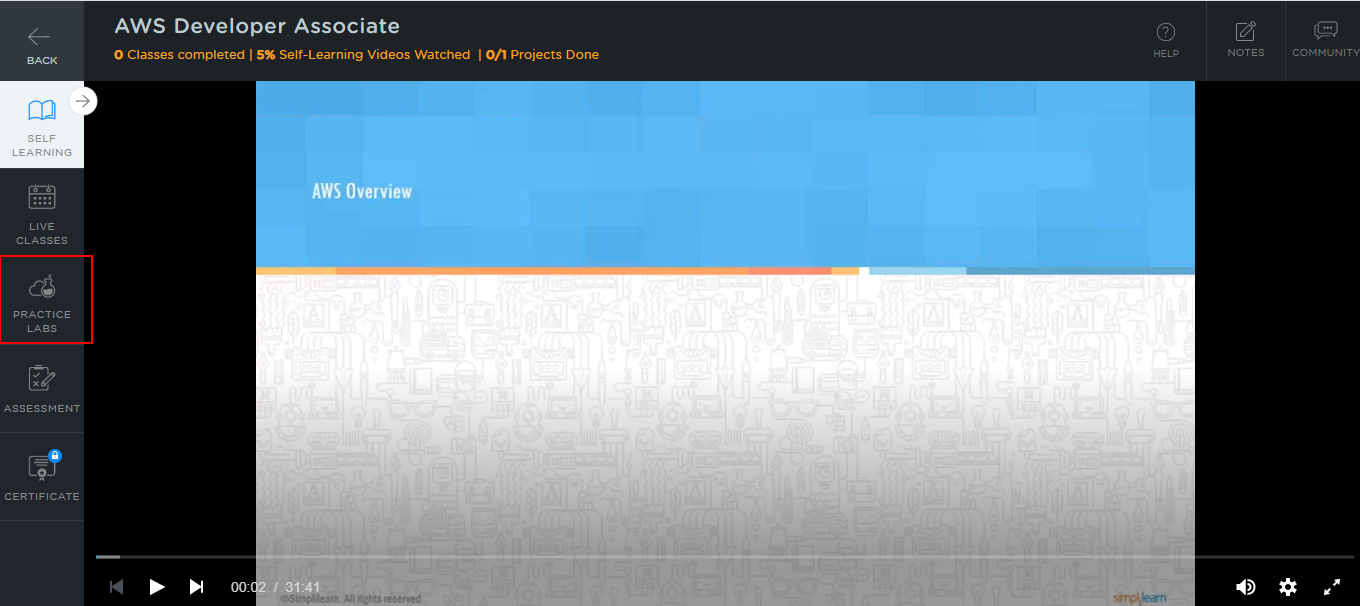 BACK
AWS Developer Associate
0 Classes completed | 5% Self-Learning Videos Watched | 0/1 Projects Done
HELP
NOTES
COMMUNITY
SELF
LEARNING
LIVE
CLASSES
PRACTICE
LABS
ASSESSMENT
CERTIFICATE
AWS Overview
00:02 / 31:41
©Simplilearn. All rights reserved
simplilearn